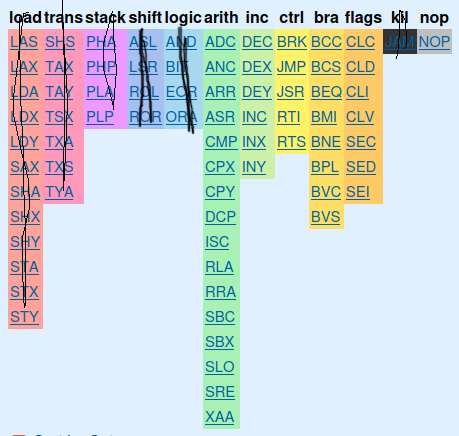 load trans stack shift logic arith inc ctrl bra flags kil nop
LAS SHS PHA ASL AND ADC DEC BRK BCC CLC JAM NOP
LAX TAX PHP LSR BIT ANC DEX JMP BCS CLD
LDA TAY PLA ROL EOR ARR DEY JSR BEQ CLI
LDX TSX PLP ROR ORA ASR INC RTI BMI CLV
LDY TXA CMP INX RTS BNE SEC
SAX TXS CPX INY BPL SED
SHA TYA CPY BVC SEI
SHX DCP BVS
SHY ISC
STA RLA
STX RRA
STY SBC
SBX
SLO
SRE
XAA